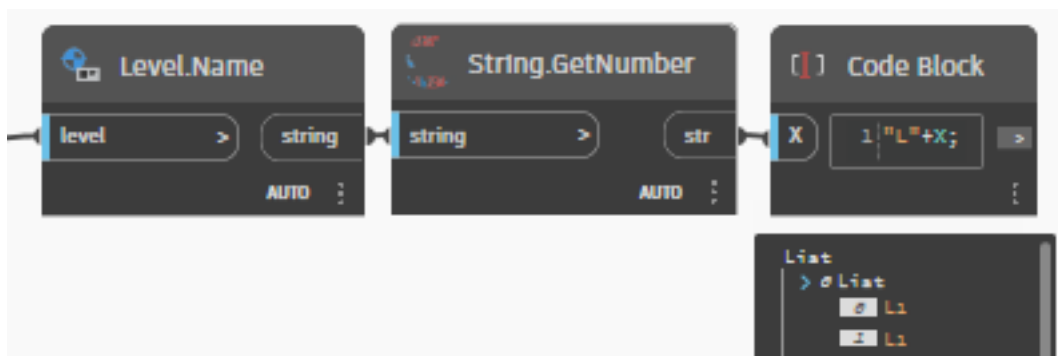 Level.Name
level >
string
AUTO
String.GetNumber
string >
str
AUTO
[I] Code Block
X
1 "L"+X;
>
List
> 0 List
0 L1
1 L1